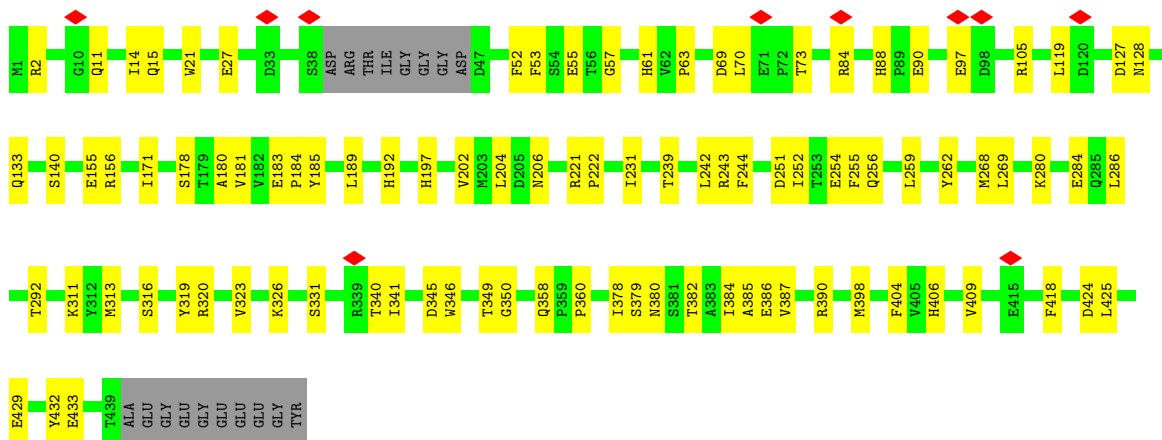 M1 R2 G10 Q11 I14 Q15 W21 E27 D33 S38 ASP ARG THR ILE GLY GLY GLY ASP D47 F52 F53 S54 E55 T56 G57 H61 V62 P63 D69 L70 E71 P72 T73 R84 H88 P89 E90 E97 D98 R105 L119 D120 D127 N128
Q133 S140 E155 R156 I171 S178 T179 A180 V181 V182 E183 P184 Y185 L189 H192 H197 V202 M203 L204 D205 N206 R221 P222 I231 T239 L242 R243 F244 D251 I252 T253 E254 F255 Q256 L259 Y262 M268 L269 K280 E284 Q285 L286
T292 K311 Y312 M313 S316 Y319 R320 V323 K326 S331 R339 T340 I341 D345 W346 T349 G350 Q358 P359 P360 I378 S379 N380 S381 T382 A383 I384 A385 E386 V387 R390 M398 F404 V405 H406 V409 E415 F418 D424 L425
E429 Y432 E433 T439 ALA GLU GLY GLU GLY GLU GLU GLU GLY TYR